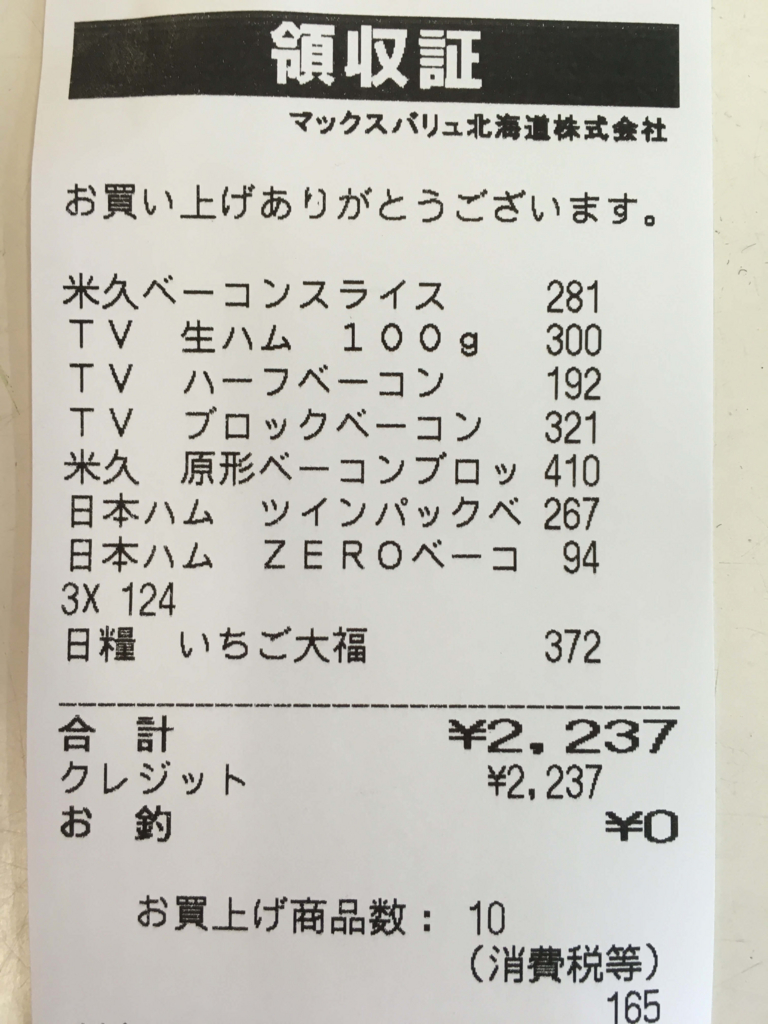 領収証
マックスバリュ北海道株式会社
お買い上げありがとうございます。
米久ベーコンスライス 281
TV 生ハム 100g 300
TV ハーフベーコン 192
TV ブロックベーコン 321
米久 原形ベーコンブロッ 410
日本ハム ツインパックベ 267
日本ハム ZEROベーコ 94
3X 124
日糧 いちご大福 372
合計 ¥2,237
クレジット ¥2,237
お釣 ¥0
お買上げ商品数: 10
(消費税等)
165